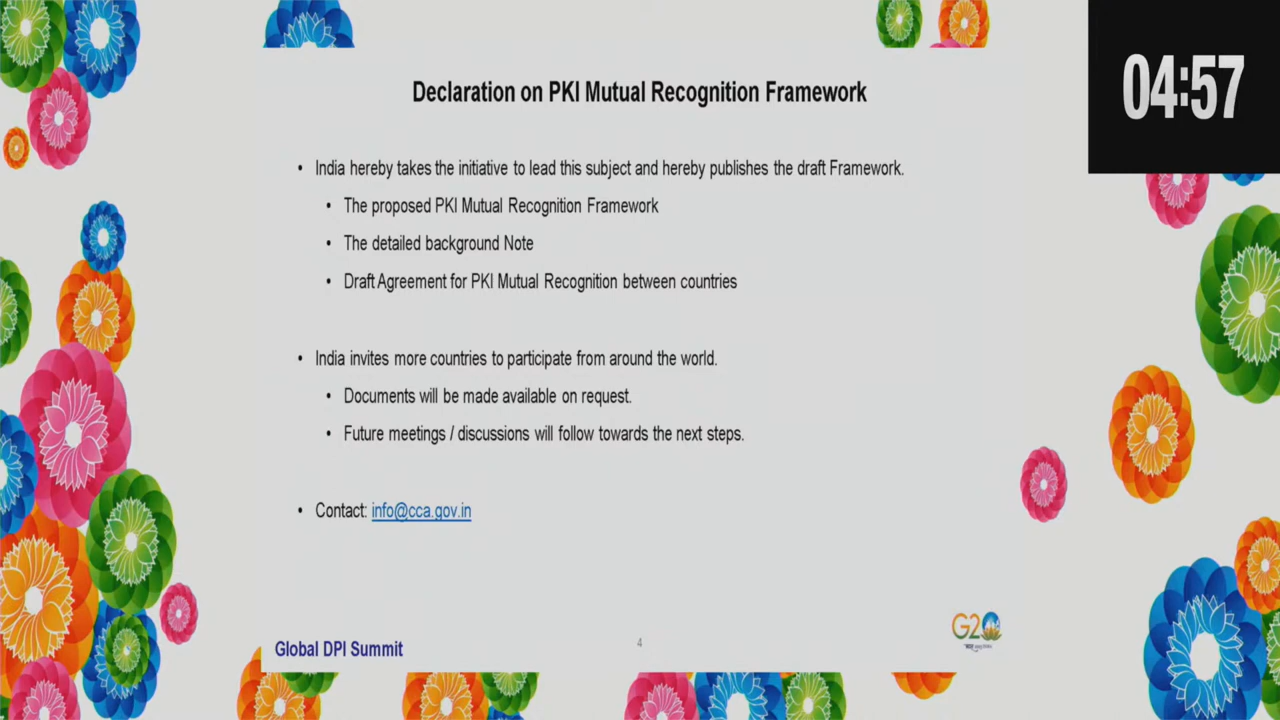 04:57
Declaration on PKI Mutual Recognition Framework
• India hereby takes the initiative to lead this subject and hereby publishes the draft Framework.
• The proposed PKI Mutual Recognition Framework
• The detailed background Note
• Draft Agreement for PKI Mutual Recognition between countries
• India invites more countries to participate from around the world.
• Documents will be made available on request.
• Future meetings / discussions will follow towards the next steps.
• Contact: info@cca.gov.in
Global DPI Summit
4
G20